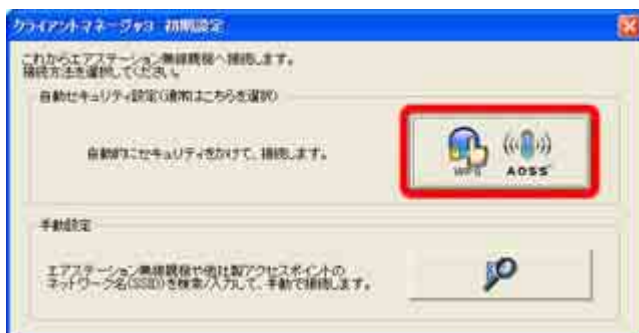 クライアントマネージャ3 初期設定
これからエアステーション無線親機へ接続します。
接続方法を選択してください。
自動セキュリティ設定(通常はこちらを選択)
自動的にセキュリティをかけて、接続します。
WPS AOSS
手動設定
エアステーション無線親機や他社製アクセスポイントの
ネットワーク名(SSID)を検索/入力して、手動で接続します。